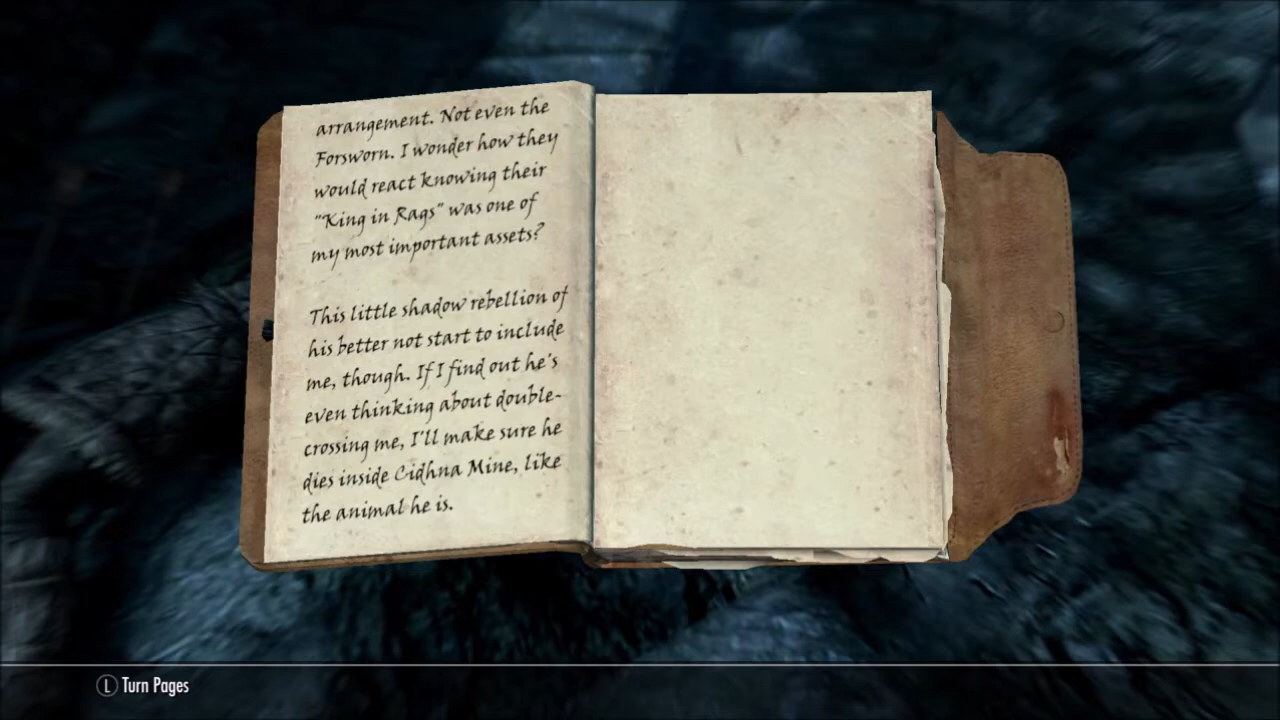 arrangement. Not even the
Forsworn. I wonder how they
would react knowing their
"King in Rags" was one of
my most important assets?
This little shadow rebellion of
his better not start to include
me, though. If I find out he's
even thinking about double-
crossing me, I'll make sure he
dies inside Cidhna Mine, like
the animal he is.
L Turn Pages